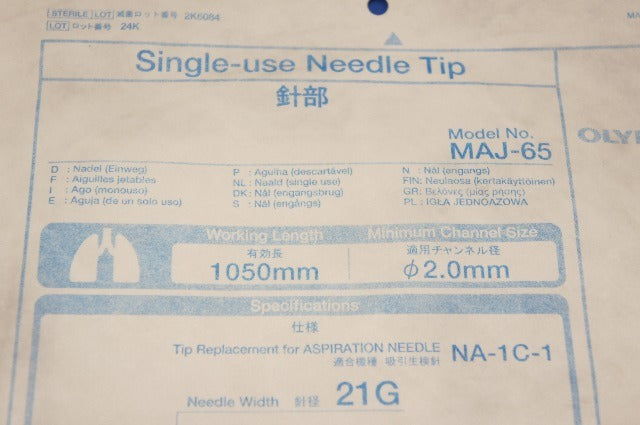 STERILE LOT 滅菌ロット番号 2K6084
LOT ロット番号 24K
Single-use Needle Tip
針部
Model No.
MAJ-65
OLYMP
D : Nadel (Einweg)
F : Aiguilles jetables
I : Ago (monouso)
E : Aguja (de un solo uso)
P : Agulha (descartável)
NL : Naald (single use)
DK : Nål (engangsbrug)
S : Nål (engångs)
N : Nål (engangs)
FIN: Neulaosa (kertakäyttöinen)
GR: Βελόνες (μίας ρήσης)
PL : IGŁA JEDNOAZOWA
Working Length
有効長
1050mm
Minimum Channel Size
適用チャンネル径
φ2.0mm
Specifications
仕様
Tip Replacement for ASPIRATION NEEDLE NA-1C-1
適合機種 吸引生検針
Needle Width 針径 21G